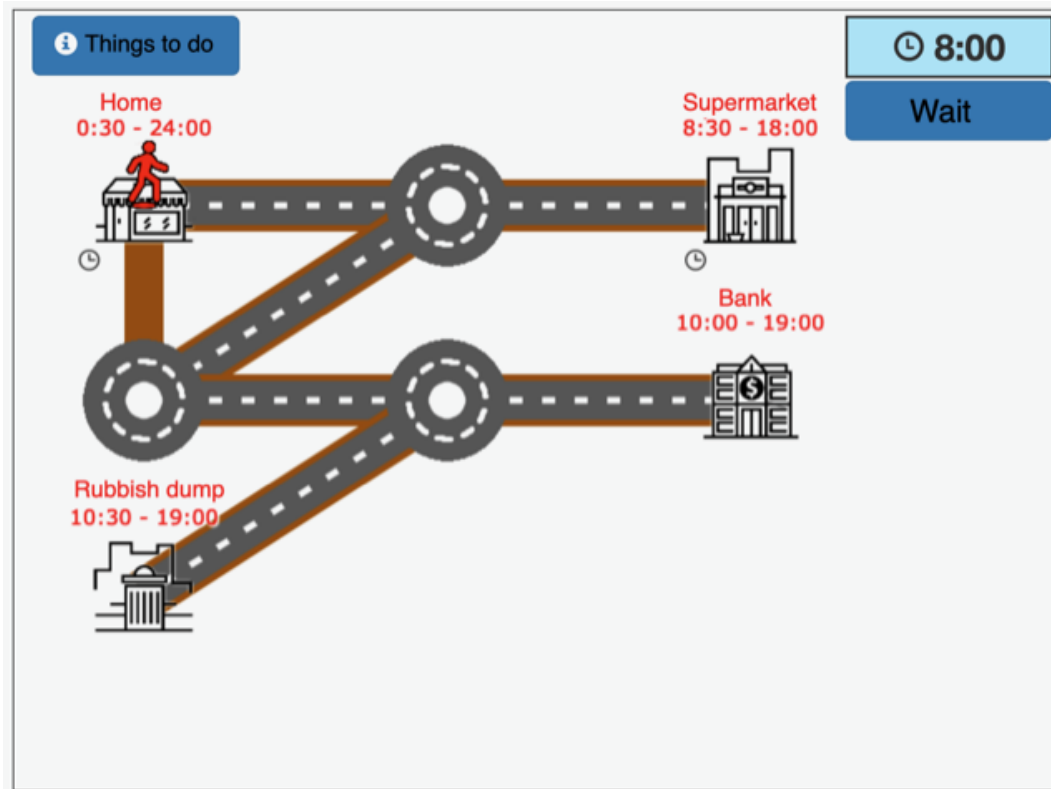 Things to do
8:00
Wait
Home
0:30 - 24:00
Supermarket
8:30 - 18:00
Bank
10:00 - 19:00
$
Rubbish dump
10:30 - 19:00